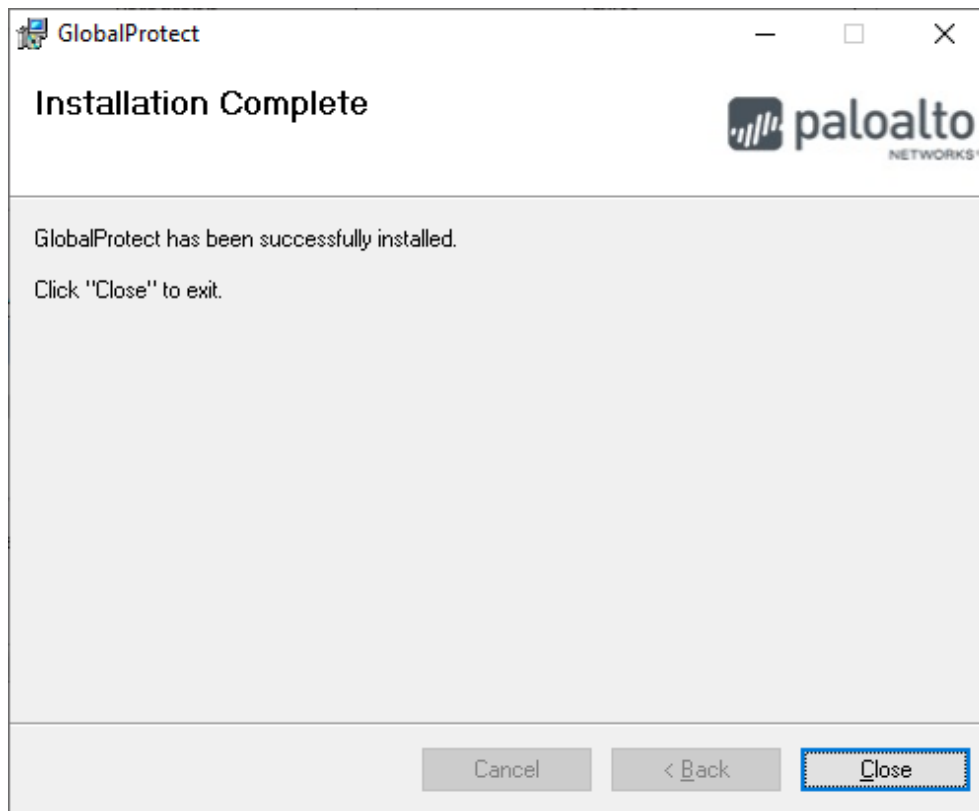 GlobalProtect
Installation Complete
paloalto
NETWORKS
GlobalProtect has been successfully installed.
Click "Close" to exit.
Cancel
< Back
Close